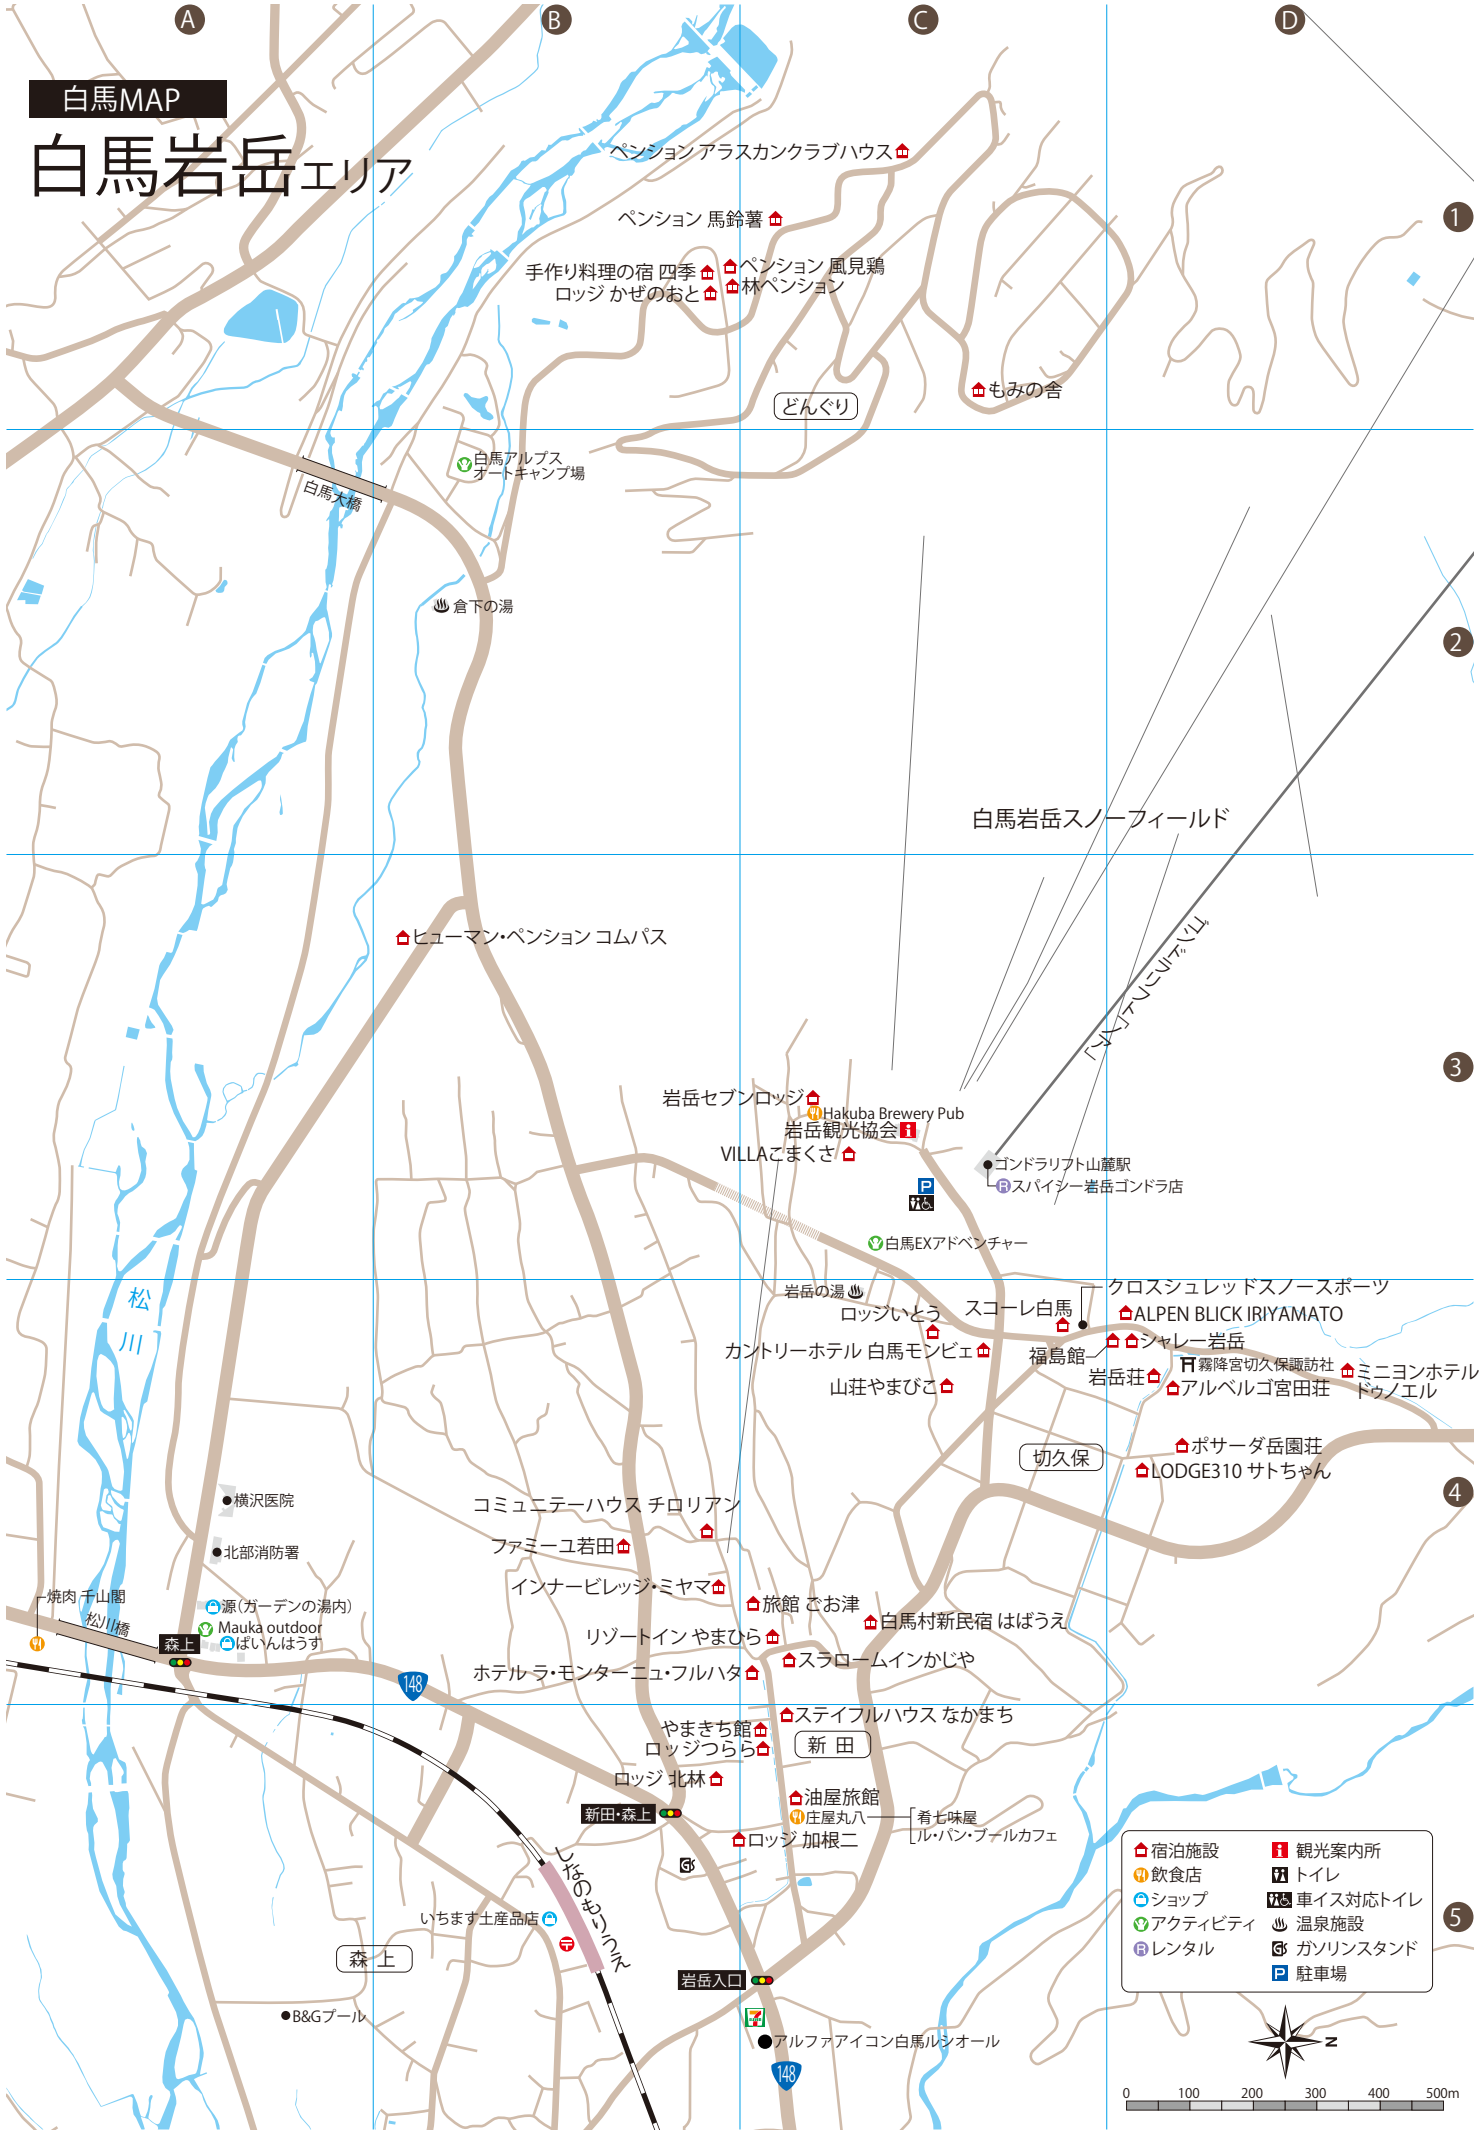 A
B
C
D
白馬MAP
白馬岩岳エリア
1
ペンション アラスカンクラブハウス
ペンション 馬鈴薯
手作り料理の宿 四季
ペンション 風見鶏
ロッジ かぜのおと
林ペンション
もみの舎
どんぐり
白馬アルプス
オートキャンプ場
白馬大橋
倉下の湯
2
白馬岩岳スノーフィールド
ヒューマン・ペンション コムパス
ゴンドラリフト「ノア」
3
岩岳セブンロッジ
Hakuba Brewery Pub
岩岳観光協会
i
VILLAこまくさ
ゴンドラリフト山麓駅
R スパイシー岩岳ゴンドラ店
P
白馬EXアドベンチャー
岩岳の湯
ロッジいとう
スコーレ白馬
クロスシュレッドスノースポーツ
ALPEN BLICK IRIYAMATO
カントリーホテル 白馬モンビェ
福島館
シャレー岩岳
霧降宮切久保諏訪社
岩岳荘
ミニヨンホテル
ドゥノエル
山荘やまびこ
アルベルゴ宮田荘
松川
切久保
ポサーダ岳園荘
LODGE310 サトちゃん
4
横沢医院
コミュニテーハウス チロリアン
北部消防署
ファミーユ若田
焼肉 千山閣
インナービレッジ・ミヤマ
源(ガーデンの湯内)
旅館 ごお津
松川橋
Mauka outdoor
白馬村新民宿 はばうえ
森上
ぱいんはうす
リゾートイン やまひら
スラロームインかじや
ホテル ラ・モンターニュ・フルハタ
148
ステイフルハウス なかまち
やまきち館
新 田
ロッジつらら
ロッジ 北林
油屋旅館
新田・森上
庄屋丸八
肴七味屋
ル・パン・ブールカフェ
ロッジ 加根二
GS
しなのもりうえ
いちます土産品店
森 上
岩岳入口
B&Gプール
アルファアイコン白馬ルシオール
148
宿泊施設
飲食店
ショップ
アクティビティ
R レンタル
i 観光案内所
トイレ
車イス対応トイレ
温泉施設
GS ガソリンスタンド
P 駐車場
5
N
0 100 200 300 400 500m